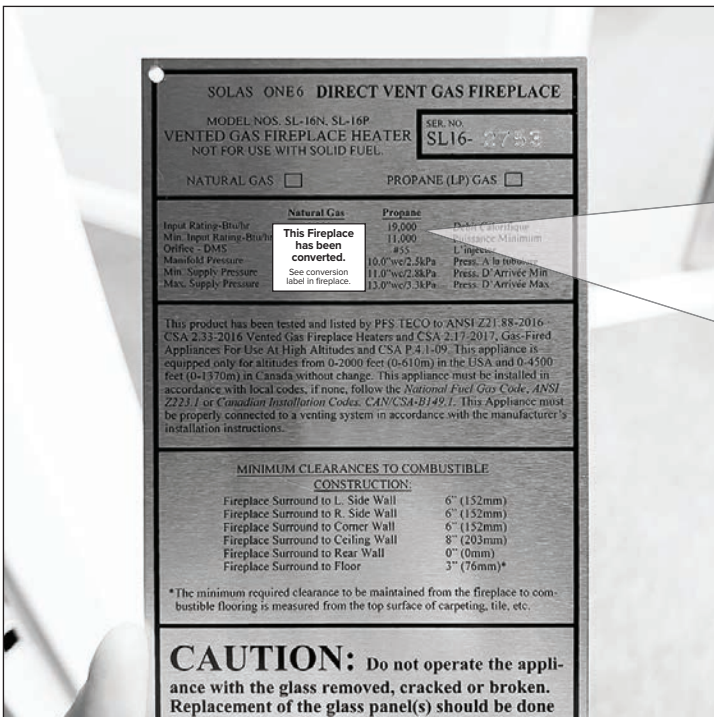 SOLAS ONE6 DIRECT VENT GAS FIREPLACE
MODEL NOS. SL-16N, SL-16P
VENTED GAS FIREPLACE HEATER
NOT FOR USE WITH SOLID FUEL.
SER. NO.
SL16- 2753
NATURAL GAS PROPANE (LP) GAS
Natural Gas Propane
Input Rating-Btu/hr 19,000 Debit Calorifique
Min. Input Rating-Btu/hr 11,000 Puissance Minimum
Orifice - DMS #55 L'injecteur
Manifold Pressure 10.0"wc/2.5kPa Press. A la tubulure
Min. Supply Pressure 11.0"wc/2.8kPa Press. D'Arrivée Min
Max. Supply Pressure 13.0"wc/3.3kPa Press. D'Arrivée Max
This Fireplace
has been
converted.
See conversion
label in fireplace.
This product has been tested and listed by PFS TECO to ANSI Z21.88-2016
CSA 2.33-2016 Vented Gas Fireplace Heaters and CSA 2.17-2017, Gas-Fired
Appliances For Use At High Altitudes and CSA P.4.1-09. This appliance is
equipped only for altitudes from 0-2000 feet (0-610m) in the USA and 0-4500
feet (0-1370m) in Canada without change. This appliance must be installed in
accordance with local codes, if none, follow the National Fuel Gas Code, ANSI
Z223.1 or Canadian Installation Codes, CAN/CSA-B149.1. This Appliance must
be properly connected to a venting system in accordance with the manufacturer's
installation instructions.
MINIMUM CLEARANCES TO COMBUSTIBLE
CONSTRUCTION:
Fireplace Surround to L. Side Wall 6" (152mm)
Fireplace Surround to R. Side Wall 6" (152mm)
Fireplace Surround to Corner Wall 6" (152mm)
Fireplace Surround to Ceiling Wall 8" (203mm)
Fireplace Surround to Rear Wall 0" (0mm)
Fireplace Surround to Floor 3" (76mm)*
*The minimum required clearance to be maintained from the fireplace to com-
bustible flooring is measured from the top surface of carpeting, tile, etc.
CAUTION: Do not operate the appli-
ance with the glass removed, cracked or broken.
Replacement of the glass panel(s) should be done